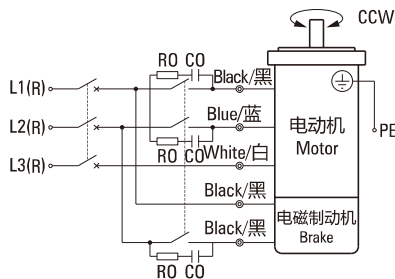 CCW
RO CO
L1(R)
Black/黑
L2(R)
Blue/蓝
电动机
Motor
PE
RO CO
L3(R)
White/白
Black/黑
Black/黑
电磁制动机
Brake
RO CO